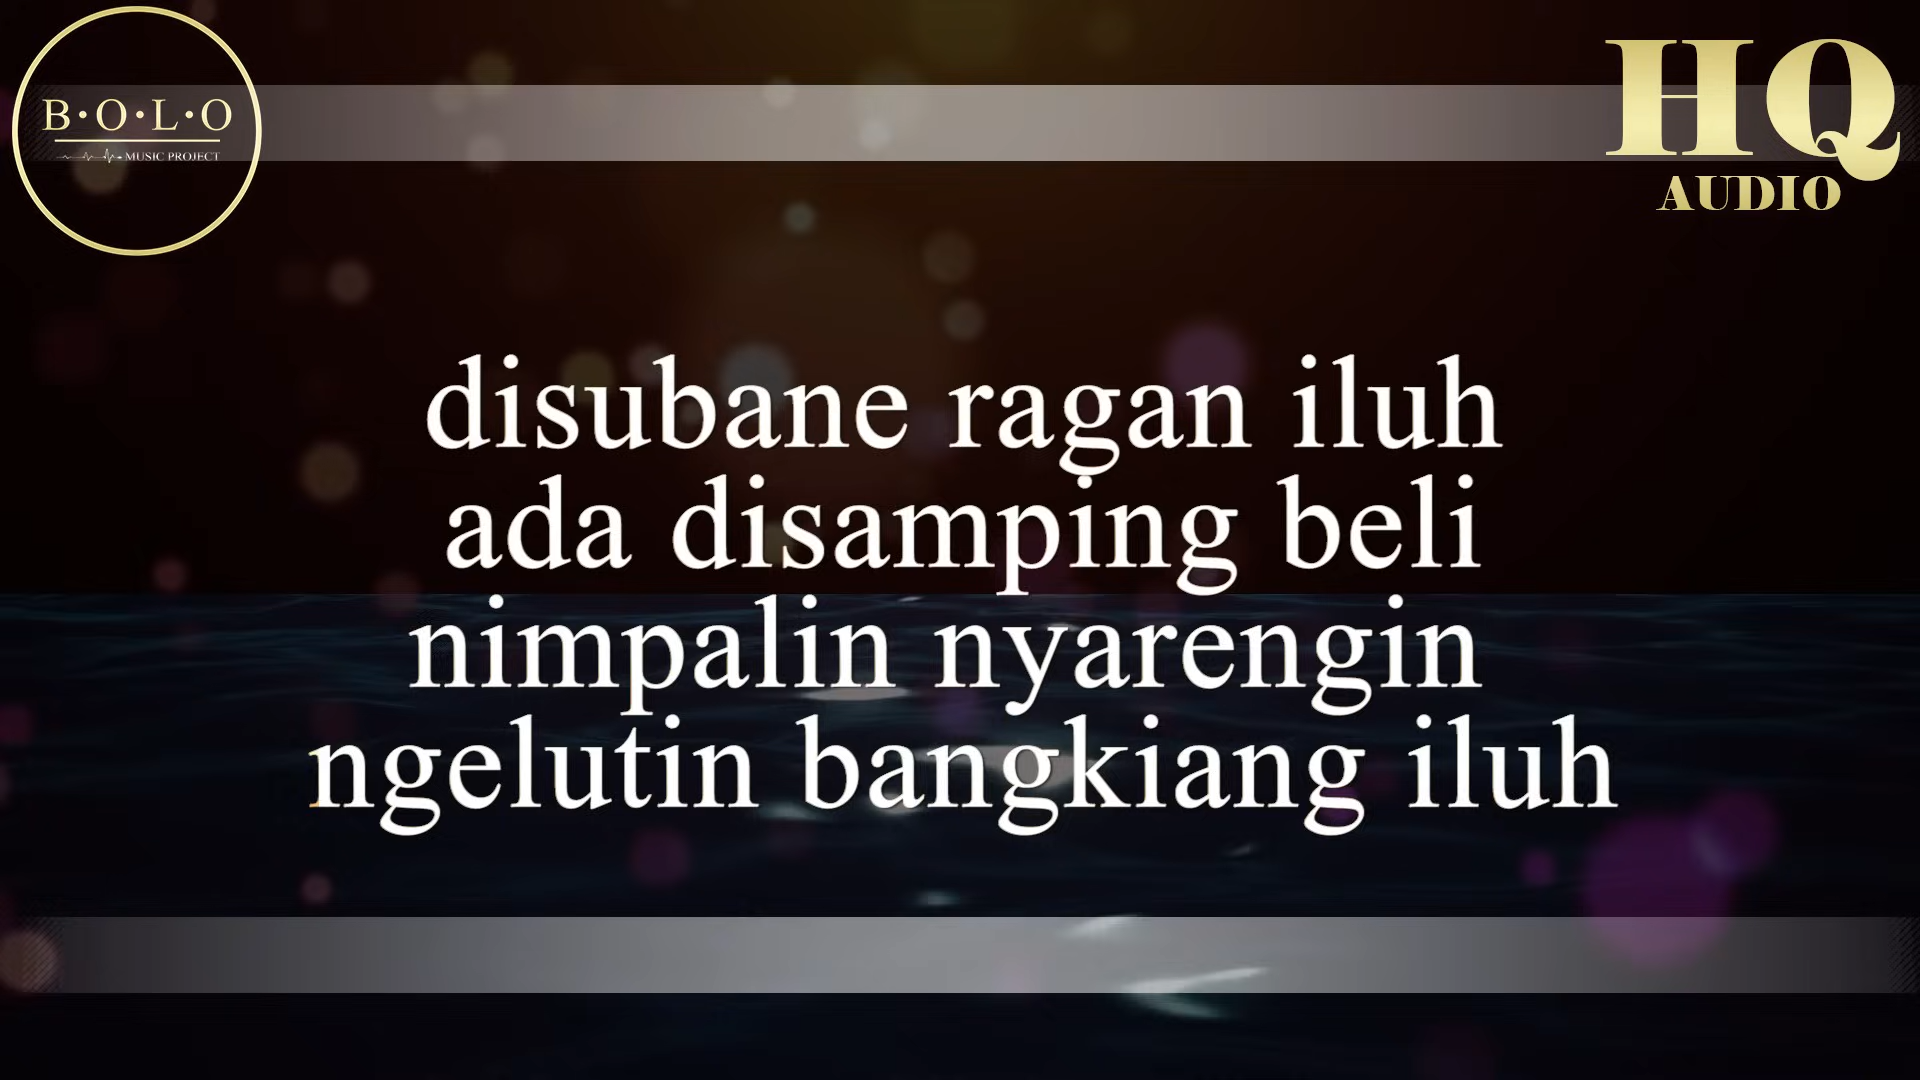 B·O·L·O
MUSIC PROJECT
HQ
AUDIO
disubane ragan iluh
ada disamping beli
nimpalin nyarengin
ngelutin bangkiang iluh